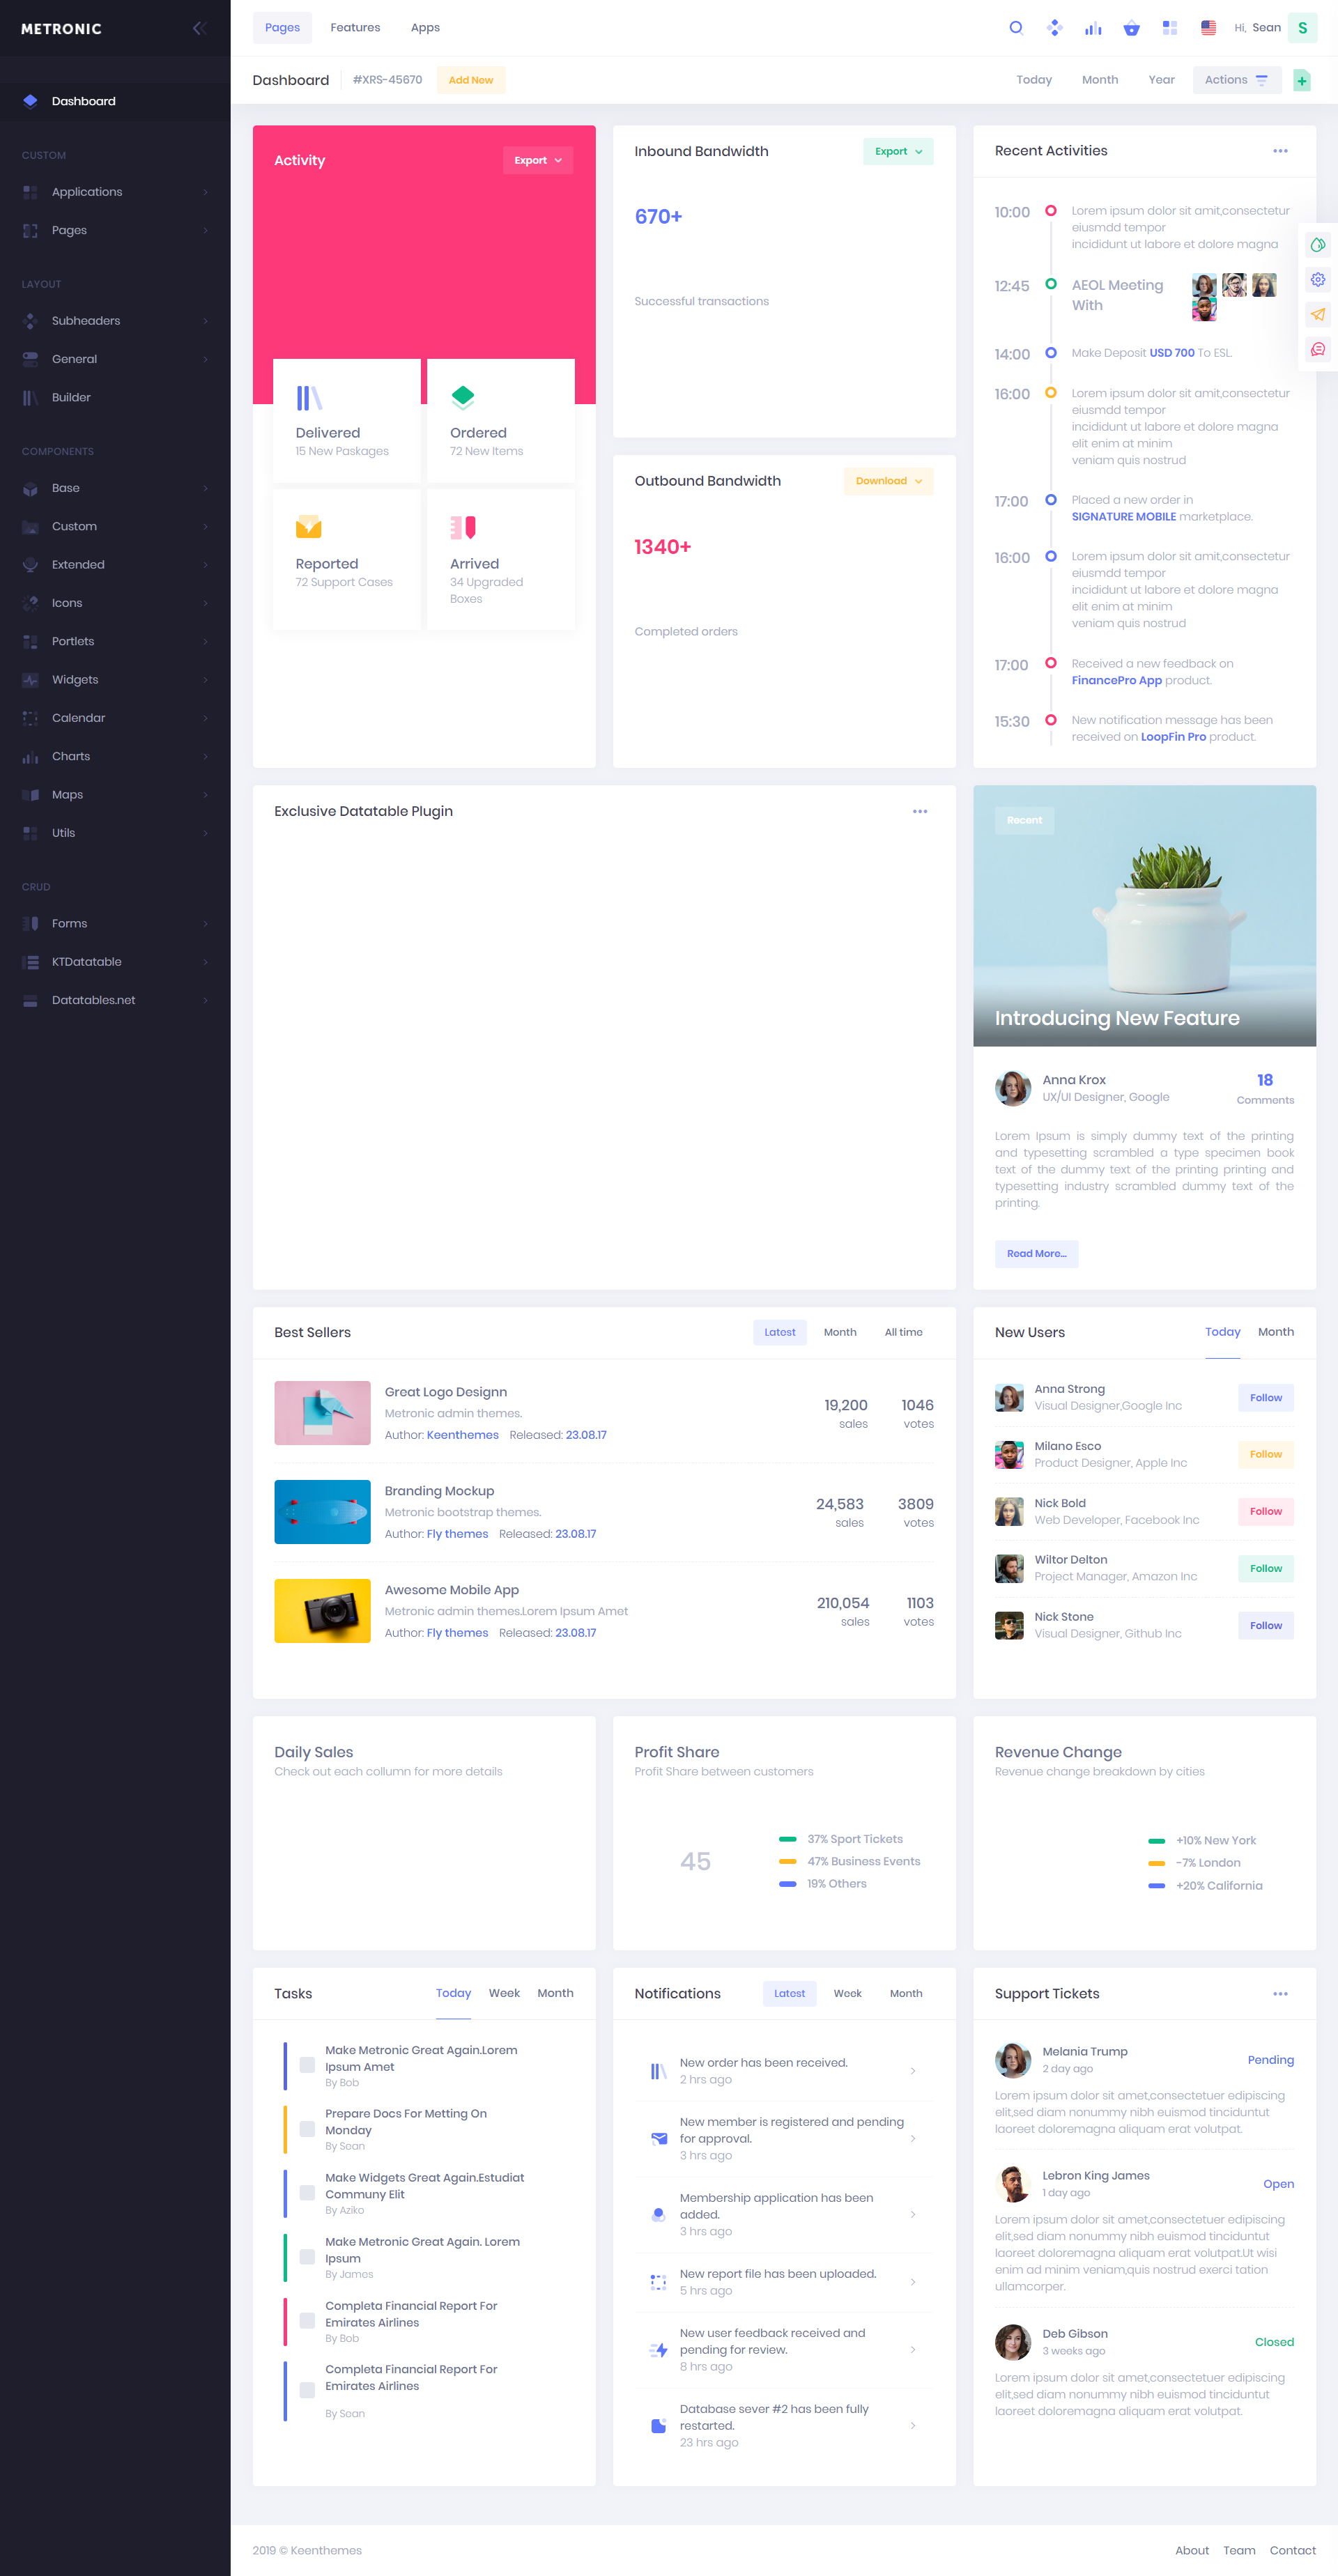 METRONIC
Pages Features Apps
Hi, Sean S
Dashboard #XRS-45670 Add New
Today Month Year Actions
Dashboard
CUSTOM
Applications
Pages
LAYOUT
Subheaders
General
Builder
COMPONENTS
Base
Custom
Extended
Icons
Portlets
Widgets
Calendar
Charts
Maps
Utils
CRUD
Forms
KTDatatable
Datatables.net
Activity
Export
Delivered
15 New Paskages
Ordered
72 New Items
Reported
72 Support Cases
Arrived
34 Upgraded
Boxes
Inbound Bandwidth
Export
670+
Successful transactions
Outbound Bandwidth
Download
1340+
Completed orders
Recent Activities
10:00 Lorem ipsum dolor sit amit,consectetur
eiusmdd tempor
incididunt ut labore et dolore magna
12:45 AEOL Meeting
With
14:00 Make Deposit USD 700 To ESL.
16:00 Lorem ipsum dolor sit amit,consectetur
eiusmdd tempor
incididunt ut labore et dolore magna
elit enim at minim
veniam quis nostrud
17:00 Placed a new order in
SIGNATURE MOBILE marketplace.
16:00 Lorem ipsum dolor sit amit,consectetur
eiusmdd tempor
incididunt ut labore et dolore magna
elit enim at minim
veniam quis nostrud
17:00 Received a new feedback on
FinancePro App product.
15:30 New notification message has been
received on LoopFin Pro product.
Exclusive Datatable Plugin
Recent
Introducing New Feature
Anna Krox
UX/UI Designer, Google
18
Comments
Lorem Ipsum is simply dummy text of the printing
and typesetting scrambled a type specimen book
text of the dummy text of the printing printing and
typesetting industry scrambled dummy text of the
printing.
Read More...
Best Sellers
Latest Month All time
Great Logo Designn
Metronic admin themes.
Author: Keenthemes Released: 23.08.17
19,200
sales
1046
votes
Branding Mockup
Metronic bootstrap themes.
Author: Fly themes Released: 23.08.17
24,583
sales
3809
votes
Awesome Mobile App
Metronic admin themes.Lorem Ipsum Amet
Author: Fly themes Released: 23.08.17
210,054
sales
1103
votes
New Users
Today Month
Anna Strong
Visual Designer,Google Inc
Follow
Milano Esco
Product Designer, Apple Inc
Follow
Nick Bold
Web Developer, Facebook Inc
Follow
Wiltor Delton
Project Manager, Amazon Inc
Follow
Nick Stone
Visual Designer, Github Inc
Follow
Daily Sales
Check out each collumn for more details
Profit Share
Profit Share between customers
45
37% Sport Tickets
47% Business Events
19% Others
Revenue Change
Revenue change breakdown by cities
+10% New York
-7% London
+20% California
Tasks
Today Week Month
Make Metronic Great Again.Lorem
Ipsum Amet
By Bob
Prepare Docs For Metting On
Monday
By Sean
Make Widgets Great Again.Estudiat
Communy Elit
By Aziko
Make Metronic Great Again. Lorem
Ipsum
By James
Completa Financial Report For
Emirates Airlines
By Bob
Completa Financial Report For
Emirates Airlines
By Sean
Notifications
Latest Week Month
New order has been received.
2 hrs ago
New member is registered and pending
for approval.
3 hrs ago
Membership application has been
added.
3 hrs ago
New report file has been uploaded.
5 hrs ago
New user feedback received and
pending for review.
8 hrs ago
Database sever #2 has been fully
restarted.
23 hrs ago
Support Tickets
Melania Trump
2 day ago
Pending
Lorem ipsum dolor sit amet,consectetuer edipiscing
elit,sed diam nonummy nibh euismod tinciduntut
laoreet doloremagna aliquam erat volutpat.
Lebron King James
1 day ago
Open
Lorem ipsum dolor sit amet,consectetuer edipiscing
elit,sed diam nonummy nibh euismod tinciduntut
laoreet doloremagna aliquam erat volutpat.Ut wisi
enim ad minim veniam,quis nostrud exerci tation
ullamcorper.
Deb Gibson
3 weeks ago
Closed
Lorem ipsum dolor sit amet,consectetuer edipiscing
elit,sed diam nonummy nibh euismod tinciduntut
laoreet doloremagna aliquam erat volutpat.
2019 © Keenthemes
About Team Contact